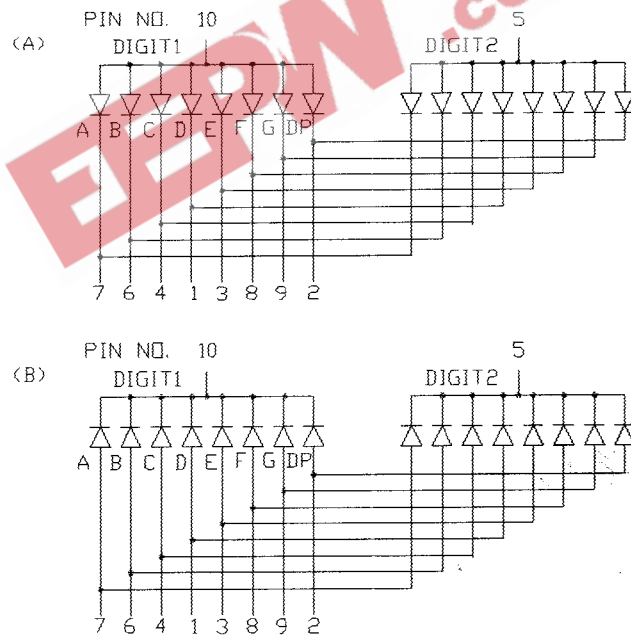 PIN NO. 10 5
(A) DIGIT1 DIGIT2
A B C D E F G DP
7 6 4 1 3 8 9 2
PIN NO. 10 5
(B) DIGIT1 DIGIT2
A B C D E F G DP
7 6 4 1 3 8 9 2
EEPW.co